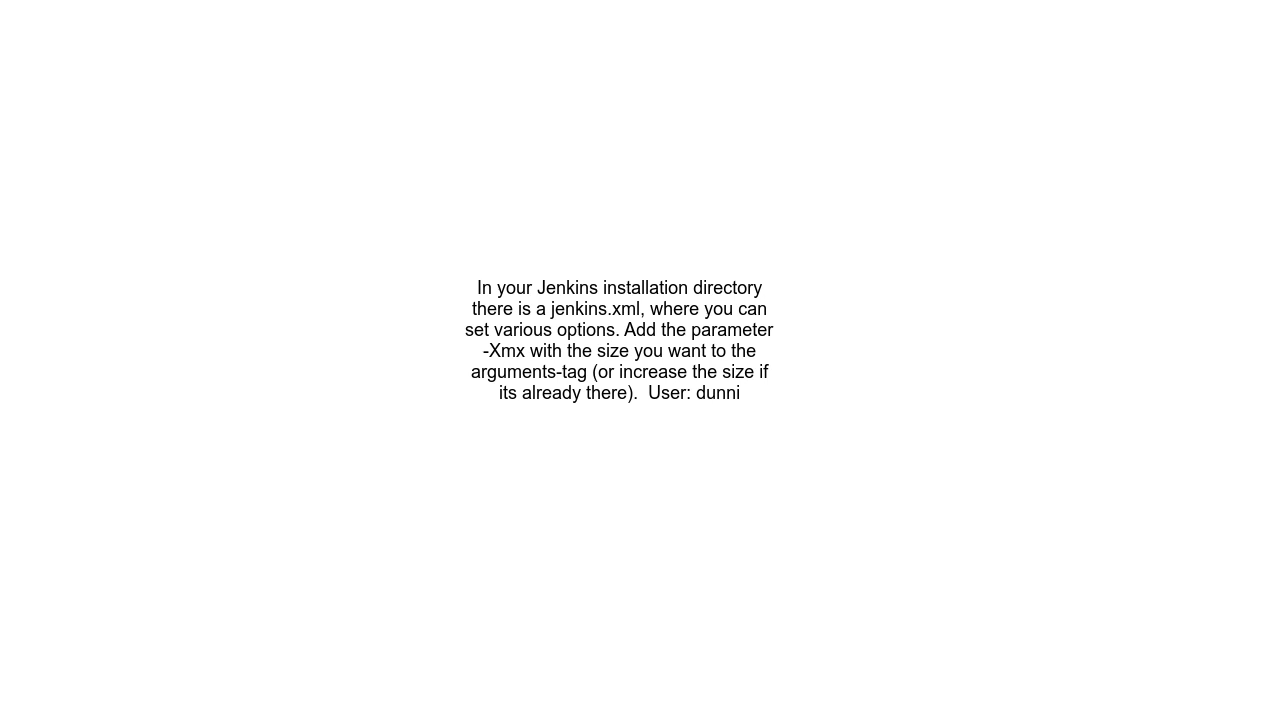 In your Jenkins installation directory
there is a jenkins.xml, where you can
set various options. Add the parameter
-Xmx with the size you want to the
arguments-tag (or increase the size if
its already there).  User: dunni